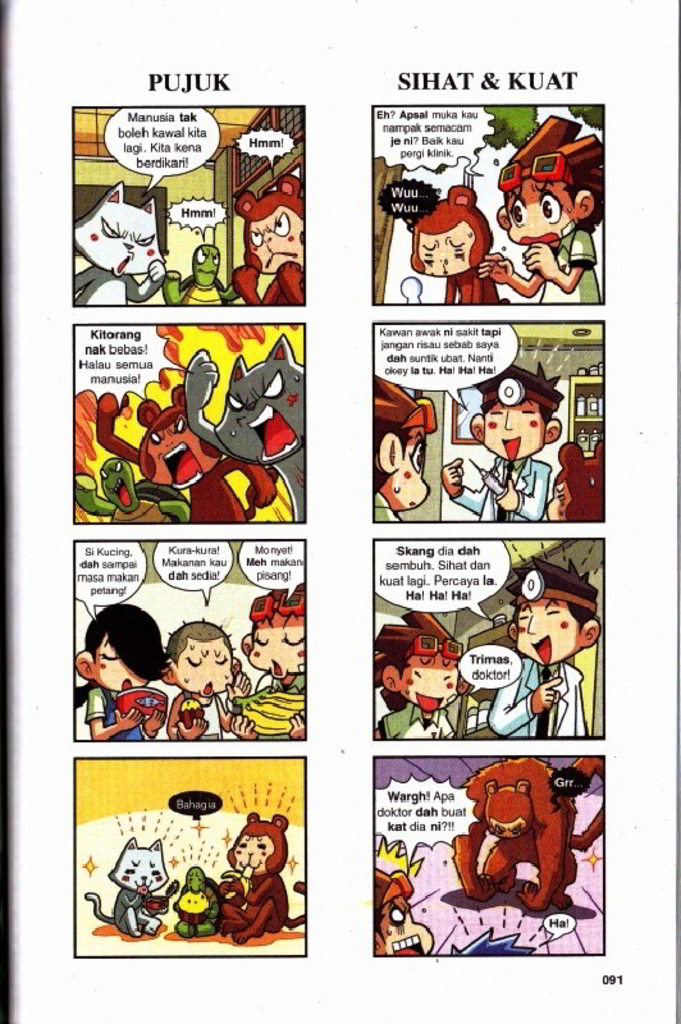 PUJUK
Manusia tak
boleh kawal kita
lagi. Kita kena
berdikari!
Hmm!
Hmm!
Kitorang
nak bebas!
Halau semua
manusia!
Si Kucing,
dah sampai
masa makan
petang!
Kura-kura!
Makanan kau
dah sedia!
Monyet!
Meh makan
pisang!
Bahagia
SIHAT & KUAT
Eh? Apsal muka kau
nampak semacam
je ni? Baik kau
pergi klinik.
Wuu...
Wuu...
Kawan awak ni sakit tapi
jangan risau sebab saya
dah suntik ubat. Nanti
okey la tu. Ha! Ha! Ha!
Skang dia dah
sembuh. Sihat dan
kuat lagi. Percaya la.
Ha! Ha! Ha!
Trimas,
doktor!
Wargh!! Apa
doktor dah buat
kat dia ni?!!
Grr...
Ha!
091